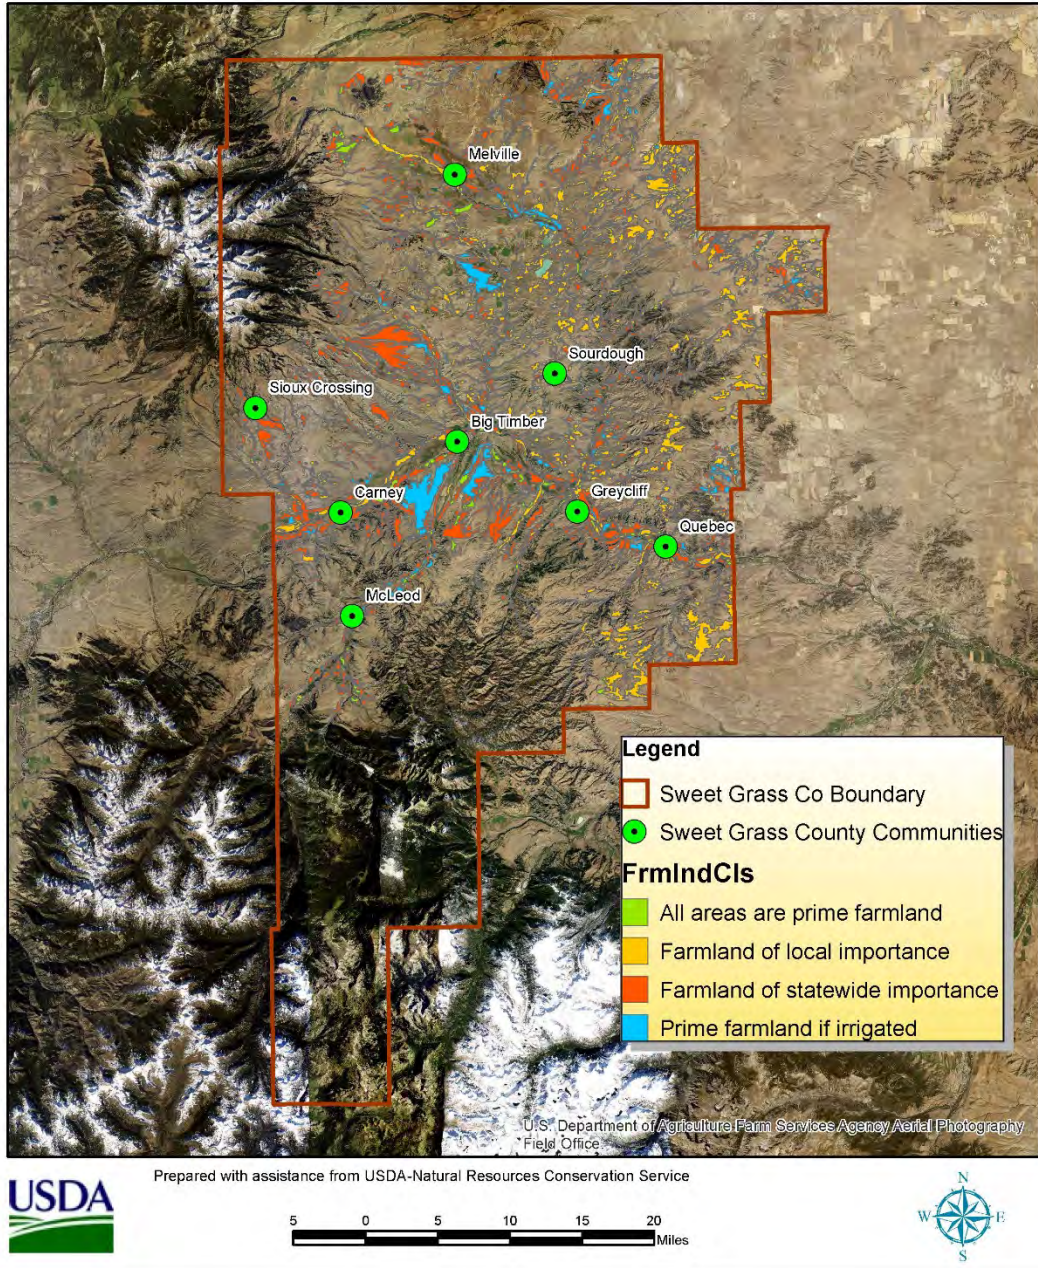 Melville
Sourdough
Sioux Crossing
Big Timber
Carney
Greycliff
Quebec
McLeod
Legend
Sweet Grass Co Boundary
Sweet Grass County Communities
FrmlndCls
All areas are prime farmland
Farmland of local importance
Farmland of statewide importance
Prime farmland if irrigated
U.S. Department of Agriculture Farm Services Agency Aerial Photography
Field Office
Prepared with assistance from USDA-Natural Resources Conservation Service
USDA
5 0 5 10 15 20
Miles
N
W E
S